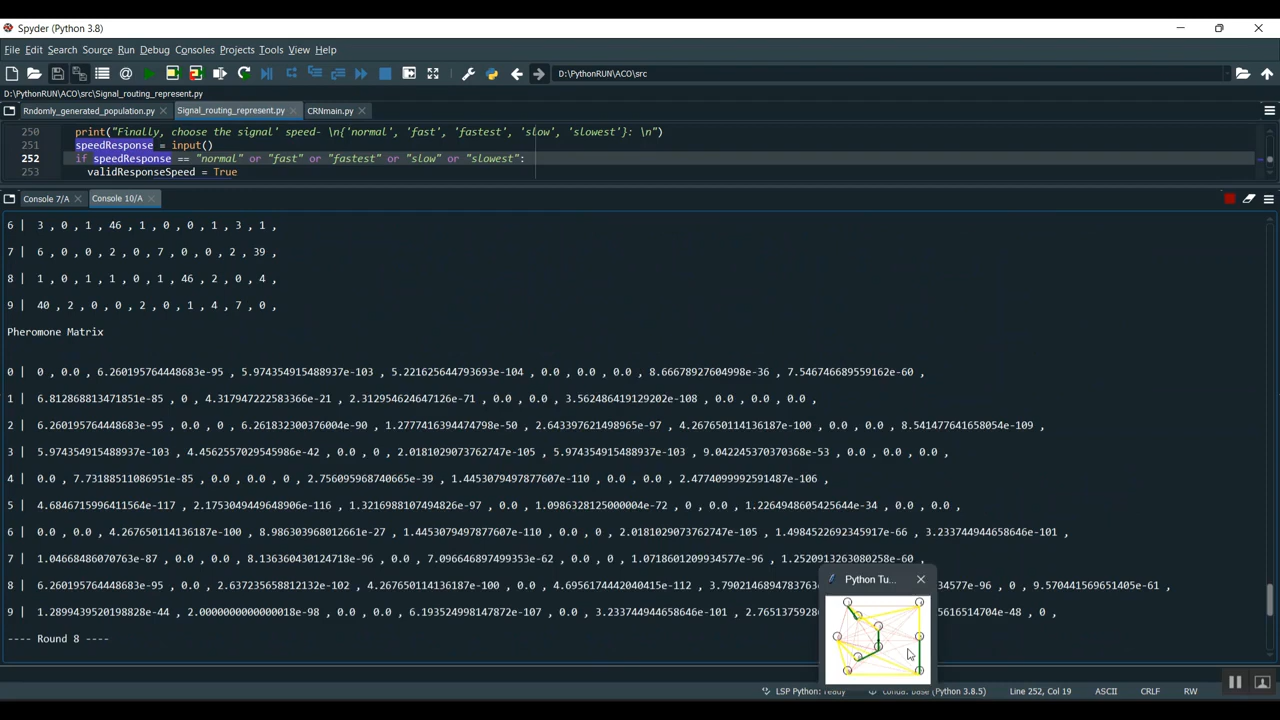 Spyder (Python 3.8)
File Edit Search Source Run Debug Consoles Projects Tools View Help
D:\PythonRUN\ACO\src
D:\PythonRUN\ACO\src\Signal_routing_represent.py
Rndomly_generated_population.py Signal_routing_represent.py CRNmain.py
250 print("Finally, choose the signal' speed- \n{'normal', 'fast', 'fastest', 'slow', 'slowest'}: \n")
251 speedResponse = input()
252 if speedResponse == "normal" or "fast" or "fastest" or "slow" or "slowest":
253 validResponseSpeed = True
Console 7/A Console 10/A
6 | 3 , 0 , 1 , 46 , 1 , 0 , 0 , 1 , 3 , 1 ,
7 | 6 , 0 , 0 , 2 , 0 , 7 , 0 , 0 , 2 , 39 ,
8 | 1 , 0 , 1 , 1 , 0 , 1 , 46 , 2 , 0 , 4 ,
9 | 40 , 2 , 0 , 0 , 2 , 0 , 1 , 4 , 7 , 0 ,
Pheromone Matrix
0 | 0 , 0.0 , 6.260195764448683e-95 , 5.974354915488937e-103 , 5.221625644793693e-104 , 0.0 , 0.0 , 0.0 , 8.66678927604998e-36 , 7.546746689559162e-60 ,
1 | 6.812868813471851e-85 , 0 , 4.317947222583366e-21 , 2.312954624647126e-71 , 0.0 , 0.0 , 3.562486419129202e-108 , 0.0 , 0.0 , 0.0 ,
2 | 6.260195764448683e-95 , 0.0 , 0 , 6.261832300376004e-90 , 1.2777416394474798e-50 , 2.643397621498965e-97 , 4.267650114136187e-100 , 0.0 , 0.0 , 8.541477641658054e-109 ,
3 | 5.974354915488937e-103 , 4.4562557029545986e-42 , 0.0 , 0 , 2.0181029073762747e-105 , 5.974354915488937e-103 , 9.042245370370368e-53 , 0.0 , 0.0 , 0.0 ,
4 | 0.0 , 7.73188511086951e-85 , 0.0 , 0.0 , 0 , 2.756095968740665e-39 , 1.4453079497877607e-110 , 0.0 , 0.0 , 2.4774099992591487e-106 ,
5 | 4.6846715996411564e-117 , 2.1753049449648906e-116 , 1.3216988107494826e-97 , 0.0 , 1.0986328125000004e-72 , 0 , 0.0 , 1.2264948605425644e-34 , 0.0 , 0.0 ,
6 | 0.0 , 0.0 , 4.267650114136187e-100 , 8.986303968012661e-27 , 1.4453079497877607e-110 , 0.0 , 0 , 2.0181029073762747e-105 , 1.4984522692345917e-66 , 3.233744944658646e-101 ,
7 | 1.04668486070763e-87 , 0.0 , 0.0 , 8.136360430124718e-96 , 0.0 , 7.096646897499353e-62 , 0.0 , 0 , 1.0718601209934577e-96 , 1.2520913263080258e-60 ,
8 | 6.260195764448683e-95 , 0.0 , 2.637235658812132e-102 , 4.267650114136187e-100 , 0.0 , 4.6956174442040415e-112 , 3.7902146894783763 34577e-96 , 0 , 9.570441569651405e-61 ,
9 | 1.2899439520198828e-44 , 2.0000000000000018e-98 , 0.0 , 0.0 , 6.193524998147872e-107 , 0.0 , 3.233744944658646e-101 , 2.76513759286 5616514704e-48 , 0 ,
---- Round 8 ----
Python Tu...
LSP Python: ready conda: base (Python 3.8.5) Line 252, Col 19 ASCII CRLF RW